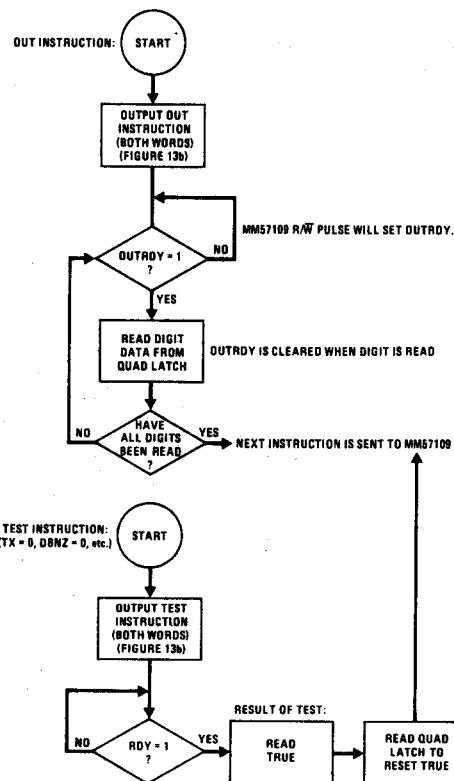 OUT INSTRUCTION:
START
OUTPUT OUT
INSTRUCTION
(BOTH WORDS)
(FIGURE 13b)
MM57109 R/W̅ PULSE WILL SET OUTRDY.
NO
OUTRDY = 1
?
YES
READ DIGIT
DATA FROM
QUAD LATCH
OUTRDY IS CLEARED WHEN DIGIT IS READ
NO
HAVE
ALL DIGITS
BEEN READ
?
YES
NEXT INSTRUCTION IS SENT TO MM57109
TEST INSTRUCTION:
(TX = 0, DBNZ = 0, etc.)
START
OUTPUT TEST
INSTRUCTION
(BOTH WORDS)
(FIGURE 13b)
NO
RDY = 1
?
YES
RESULT OF TEST:
READ
TRUE
READ QUAD
LATCH TO
RESET TRUE